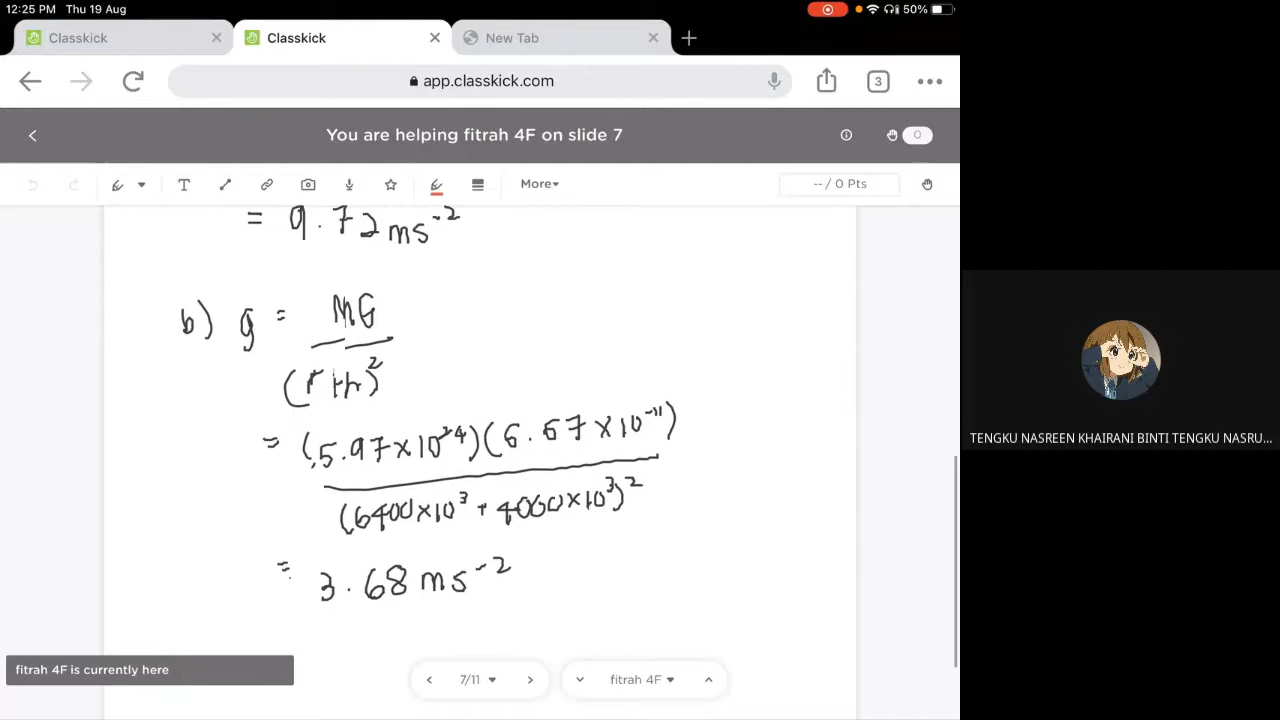 12:25 PM Thu 19 Aug
50%
Classkick
Classkick
New Tab
app.classkick.com
3
You are helping fitrah 4F on slide 7
0
T
More
-- / 0 Pts
= 9.72 ms⁻²
b) g = MG
(r+h)²
= (5.97×10²⁴)(6.67×10⁻¹¹)
(6400×10³ + 4000×10³)²
= 3.68 ms⁻²
fitrah 4F is currently here
7/11
fitrah 4F
TENGKU NASREEN KHAIRANI BINTI TENGKU NASRU...